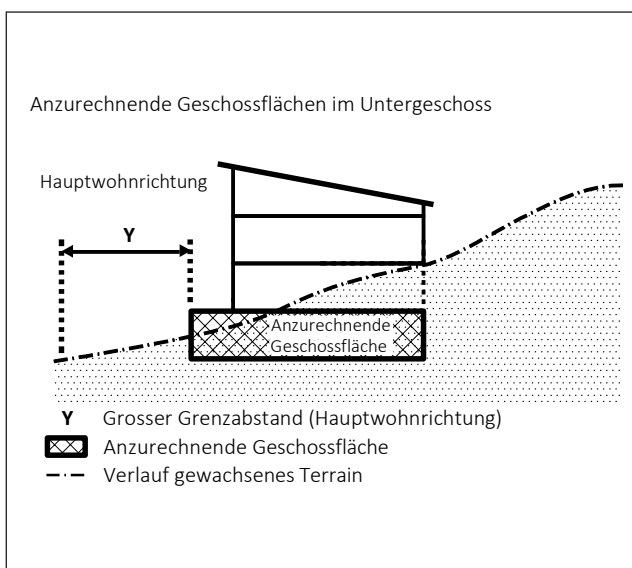 Anzurechnende Geschossflächen im Untergeschoss
Hauptwohnrichtung
Y
Anzurechnende
Geschossfläche
Y Grosser Grenzabstand (Hauptwohnrichtung)
Anzurechnende Geschossfläche
Verlauf gewachsenes Terrain